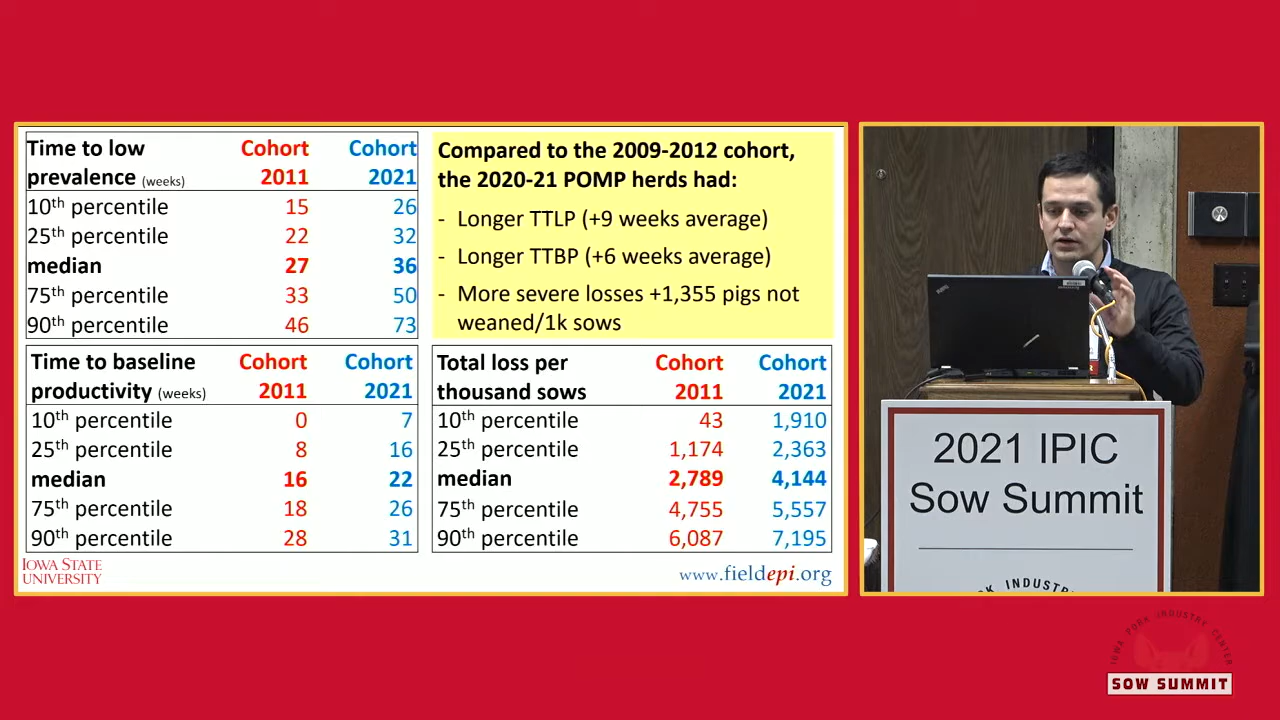 Time to low prevalence (weeks) Cohort 2011 Cohort 2021
10th percentile 15 26
25th percentile 22 32
median 27 36
75th percentile 33 50
90th percentile 46 73
Compared to the 2009-2012 cohort,
the 2020-21 POMP herds had:
- Longer TTLP (+9 weeks average)
- Longer TTBP (+6 weeks average)
- More severe losses +1,355 pigs not
weaned/1k sows
Time to baseline productivity (weeks) Cohort 2011 Cohort 2021
10th percentile 0 7
25th percentile 8 16
median 16 22
75th percentile 18 26
90th percentile 28 31
Total loss per thousand sows Cohort 2011 Cohort 2021
10th percentile 43 1,910
25th percentile 1,174 2,363
median 2,789 4,144
75th percentile 4,755 5,557
90th percentile 6,087 7,195
IOWA STATE
UNIVERSITY
www.fieldepi.org
2021 IPIC
Sow Summit
INDUSTR
IOWA PORK INDUSTRY CENTER
SOW SUMMIT